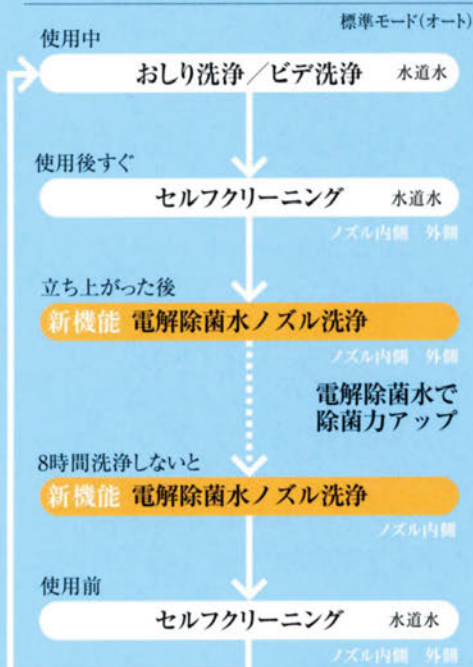 標準モード(オート)
使用中
おしり洗浄/ビデ洗浄 水道水
使用後すぐ
セルフクリーニング 水道水
ノズル内側 外側
立ち上がった後
新機能 電解除菌水ノズル洗浄
ノズル内側 外側
電解除菌水で
除菌力アップ
8時間洗浄しないと
新機能 電解除菌水ノズル洗浄
ノズル内側
使用前
セルフクリーニング 水道水
ノズル内側 外側